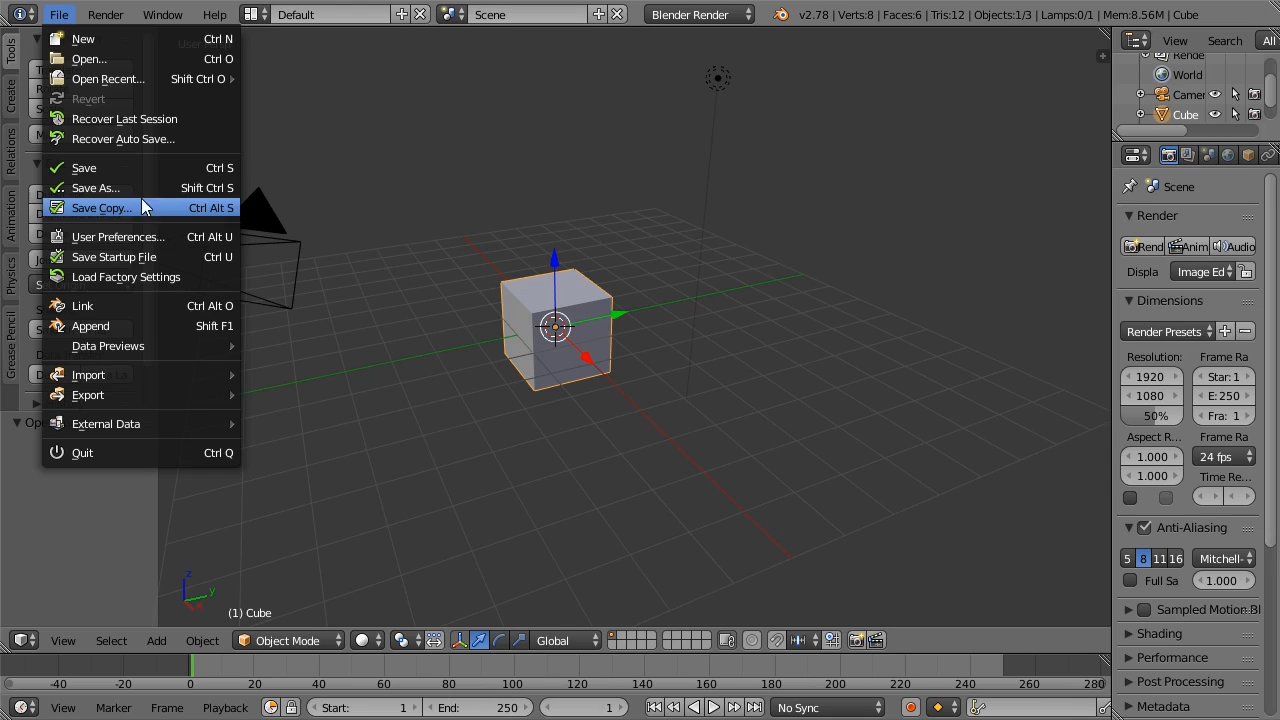 File Render Window Help Default Scene Blender Render v2.78 | Verts:8 | Faces:6 | Tris:12 | Objects:1/3 | Lamps:0/1 | Mem:8.56M | Cube
New Ctrl N
Open... Ctrl O
Open Recent... Shift Ctrl O
Revert
Recover Last Session
Recover Auto Save...
Save Ctrl S
Save As... Shift Ctrl S
Save Copy... Ctrl Alt S
User Preferences... Ctrl Alt U
Save Startup File Ctrl U
Load Factory Settings
Link Ctrl Alt O
Append Shift F1
Data Previews
Import
Export
External Data
Quit Ctrl Q
Tools
Create
Relations
Animation
Physics
Grease Pencil
(1) Cube
z
y
x
View Search All
World
Camer
Cube
Scene
Render
Rend Anim Audio
Displa Image Ed
Dimensions
Render Presets
Resolution: Frame Ra
1920 Star: 1
1080 E: 250
50% Fra: 1
Aspect R... Frame Ra
1.000 24 fps
1.000 Time Re...
Anti-Aliasing
5 8 11 16 Mitchell-
Full Sa 1.000
Sampled Motion Bl
Shading
Performance
Post Processing
Metadata
View Select Add Object Object Mode Global
-40 -20 0 20 40 60 80 100 120 140 160 180 200 220 240 260 280
View Marker Frame Playback Start: 1 End: 250 1 No Sync